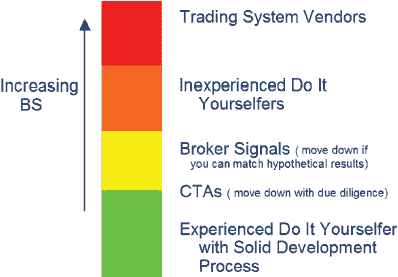 Trading System Vendors
Increasing
BS
Inexperienced Do It
Yourselfers
Broker Signals ( move down if
you can match hypothetical results)
CTAs ( move down with due diligence)
Experienced Do It Yourselfer
with Solid Development
Process